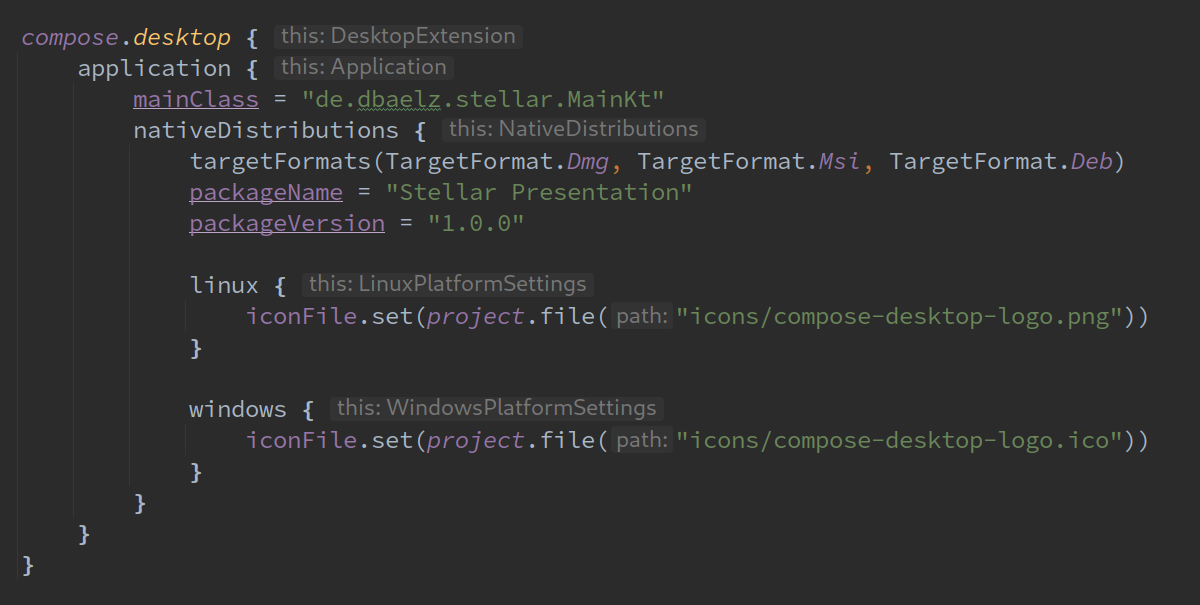 compose.desktop { this: DesktopExtension
application { this: Application
mainClass = "de.dbaelz.stellar.MainKt"
nativeDistributions { this: NativeDistributions
targetFormats(TargetFormat.Dmg, TargetFormat.Msi, TargetFormat.Deb)
packageName = "Stellar Presentation"
packageVersion = "1.0.0"
linux { this: LinuxPlatformSettings
iconFile.set(project.file( path: "icons/compose-desktop-logo.png"))
}
windows { this: WindowsPlatformSettings
iconFile.set(project.file( path: "icons/compose-desktop-logo.ico"))
}
}
}
}